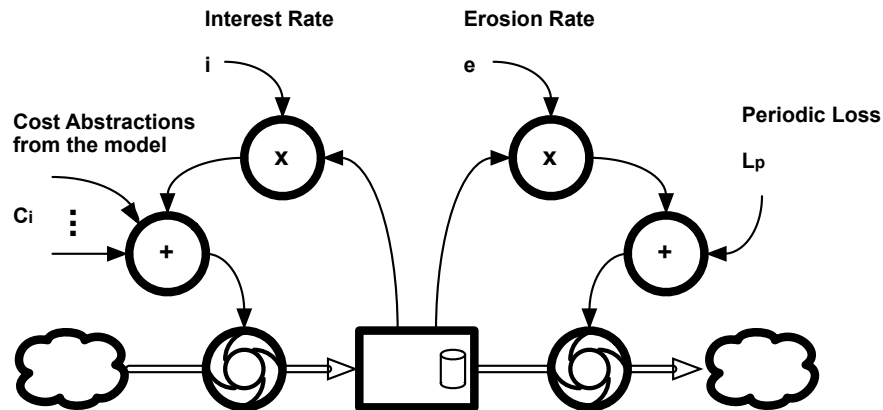 Interest Rate
Erosion Rate
i
e
Cost Abstractions
from the model
Periodic Loss
x
x
Lp
Ci
⋮
+
+